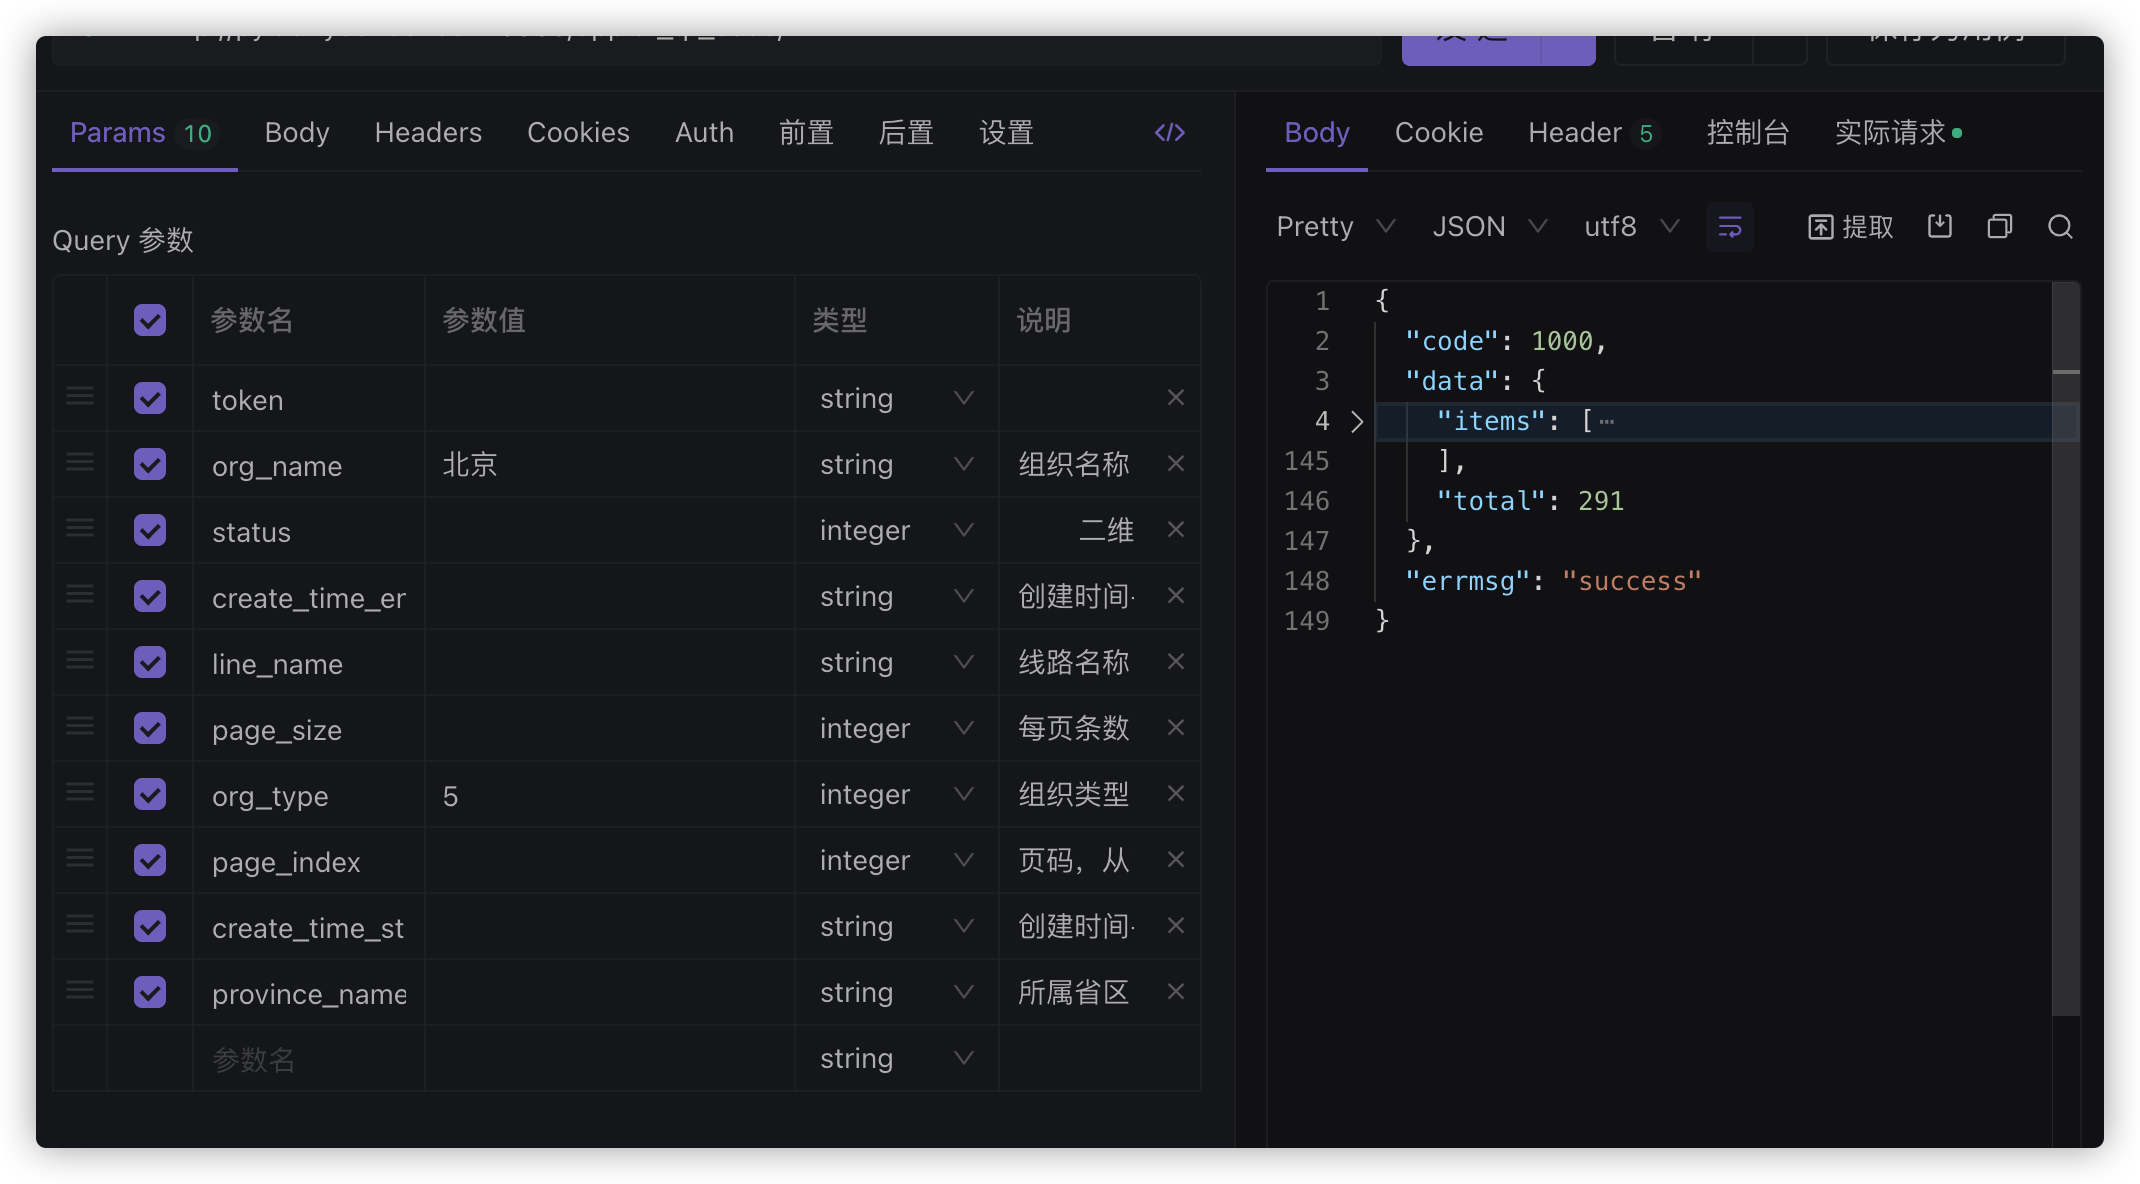 Params 10 Body Headers Cookies Auth 前置 后置 设置
Query 参数
参数名 参数值 类型 说明
token string
org_name 北京 string 组织名称
status integer 二维
create_time_er string 创建时间
line_name string 线路名称
page_size integer 每页条数
org_type 5 integer 组织类型
page_index integer 页码，从
create_time_st string 创建时间
province_name string 所属省区
参数名 string
Body Cookie Header 5 控制台 实际请求
Pretty JSON utf8 提取
1 {
2 "code": 1000,
3 "data": {
4 "items": [⋯
145 ],
146 "total": 291
147 },
148 "errmsg": "success"
149 }